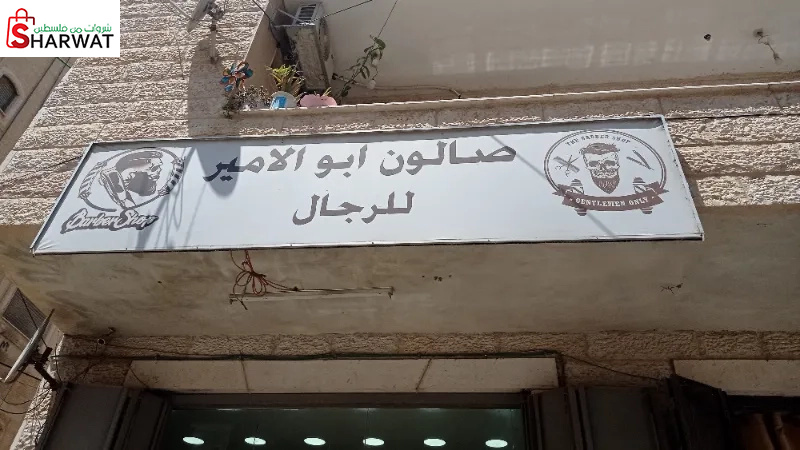 شروات من فلسطين
SHARWAT
صالون ابو الامير
للرجال
Barber Shop
THE BARBER SHOP
GENTLEMEN ONLY